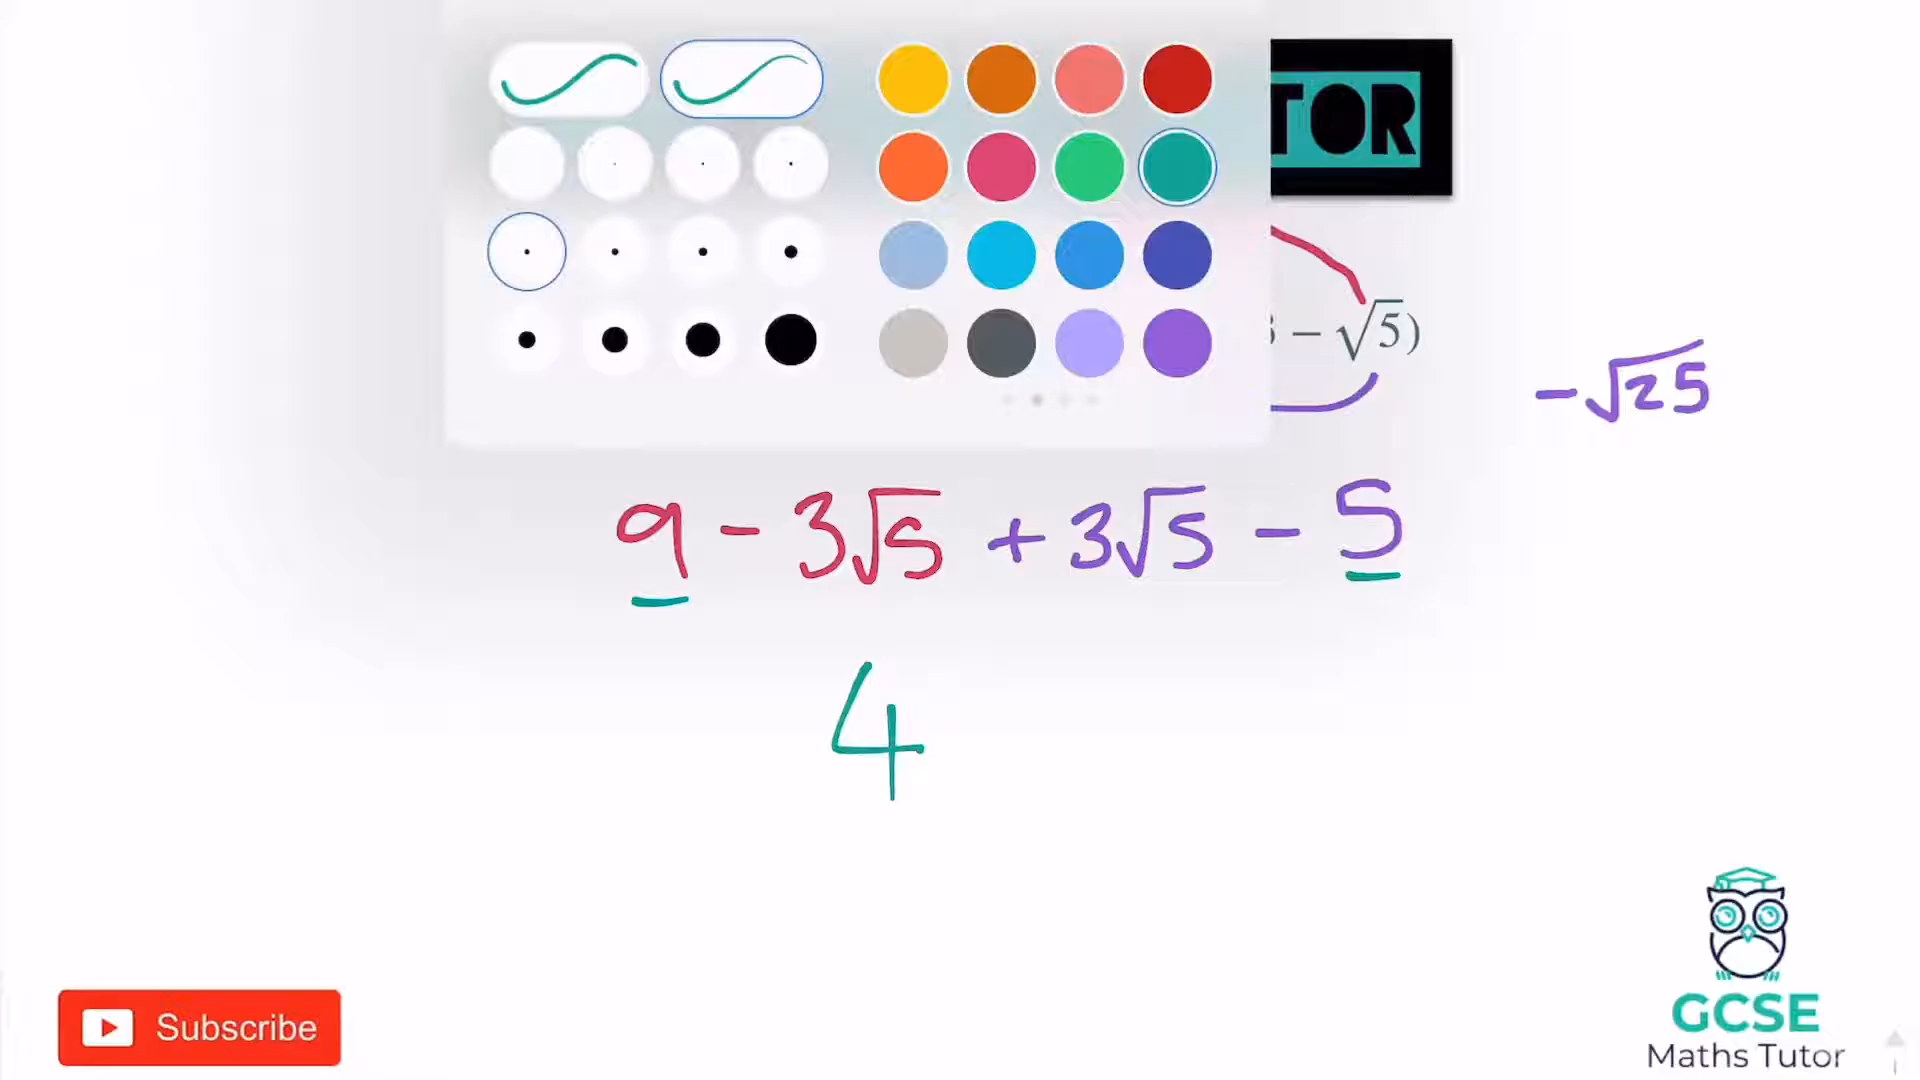 TOR
− √5)
- √25
9 - 3√5 + 3√5 - 5
4
Subscribe
GCSE
Maths Tutor